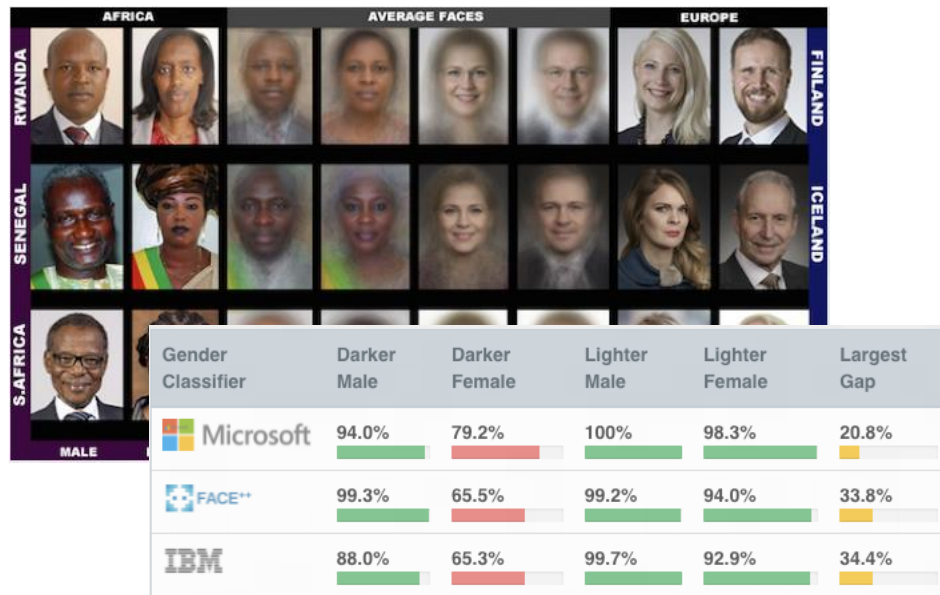 AFRICA
AVERAGE FACES
EUROPE
RWANDA
FINLAND
SENEGAL
ICELAND
S.AFRICA
MALE
Gender Classifier
Darker Male
Darker Female
Lighter Male
Lighter Female
Largest Gap
Microsoft 94.0% 79.2% 100% 98.3% 20.8%
FACE++ 99.3% 65.5% 99.2% 94.0% 33.8%
IBM 88.0% 65.3% 99.7% 92.9% 34.4%